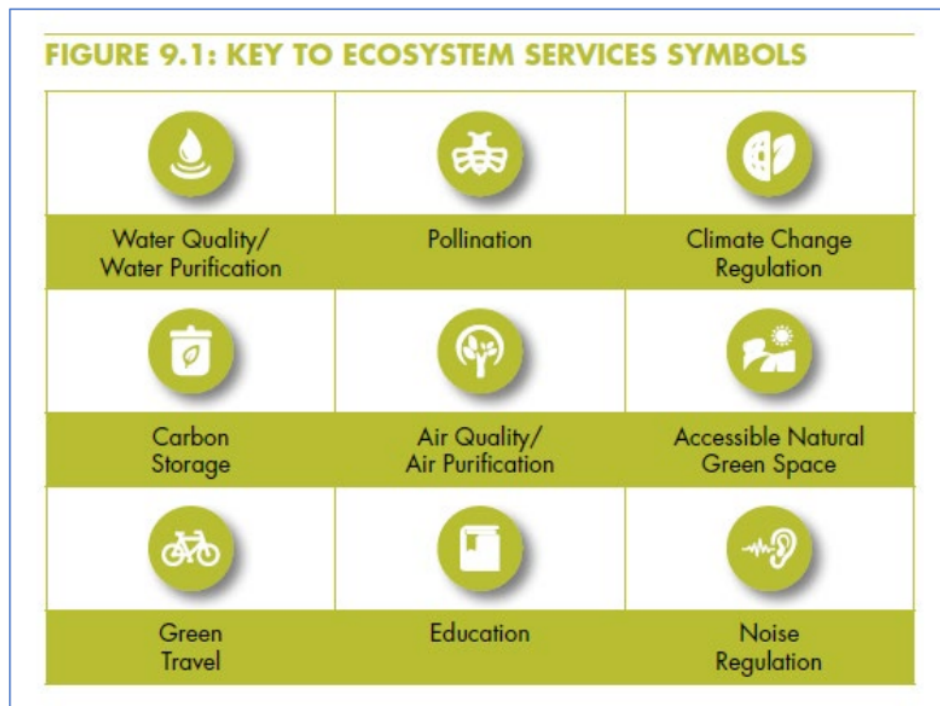 FIGURE 9.1: KEY TO ECOSYSTEM SERVICES SYMBOLS
Water Quality/
Water Purification
Pollination
Climate Change
Regulation
Carbon
Storage
Air Quality/
Air Purification
Accessible Natural
Green Space
Green
Travel
Education
Noise
Regulation